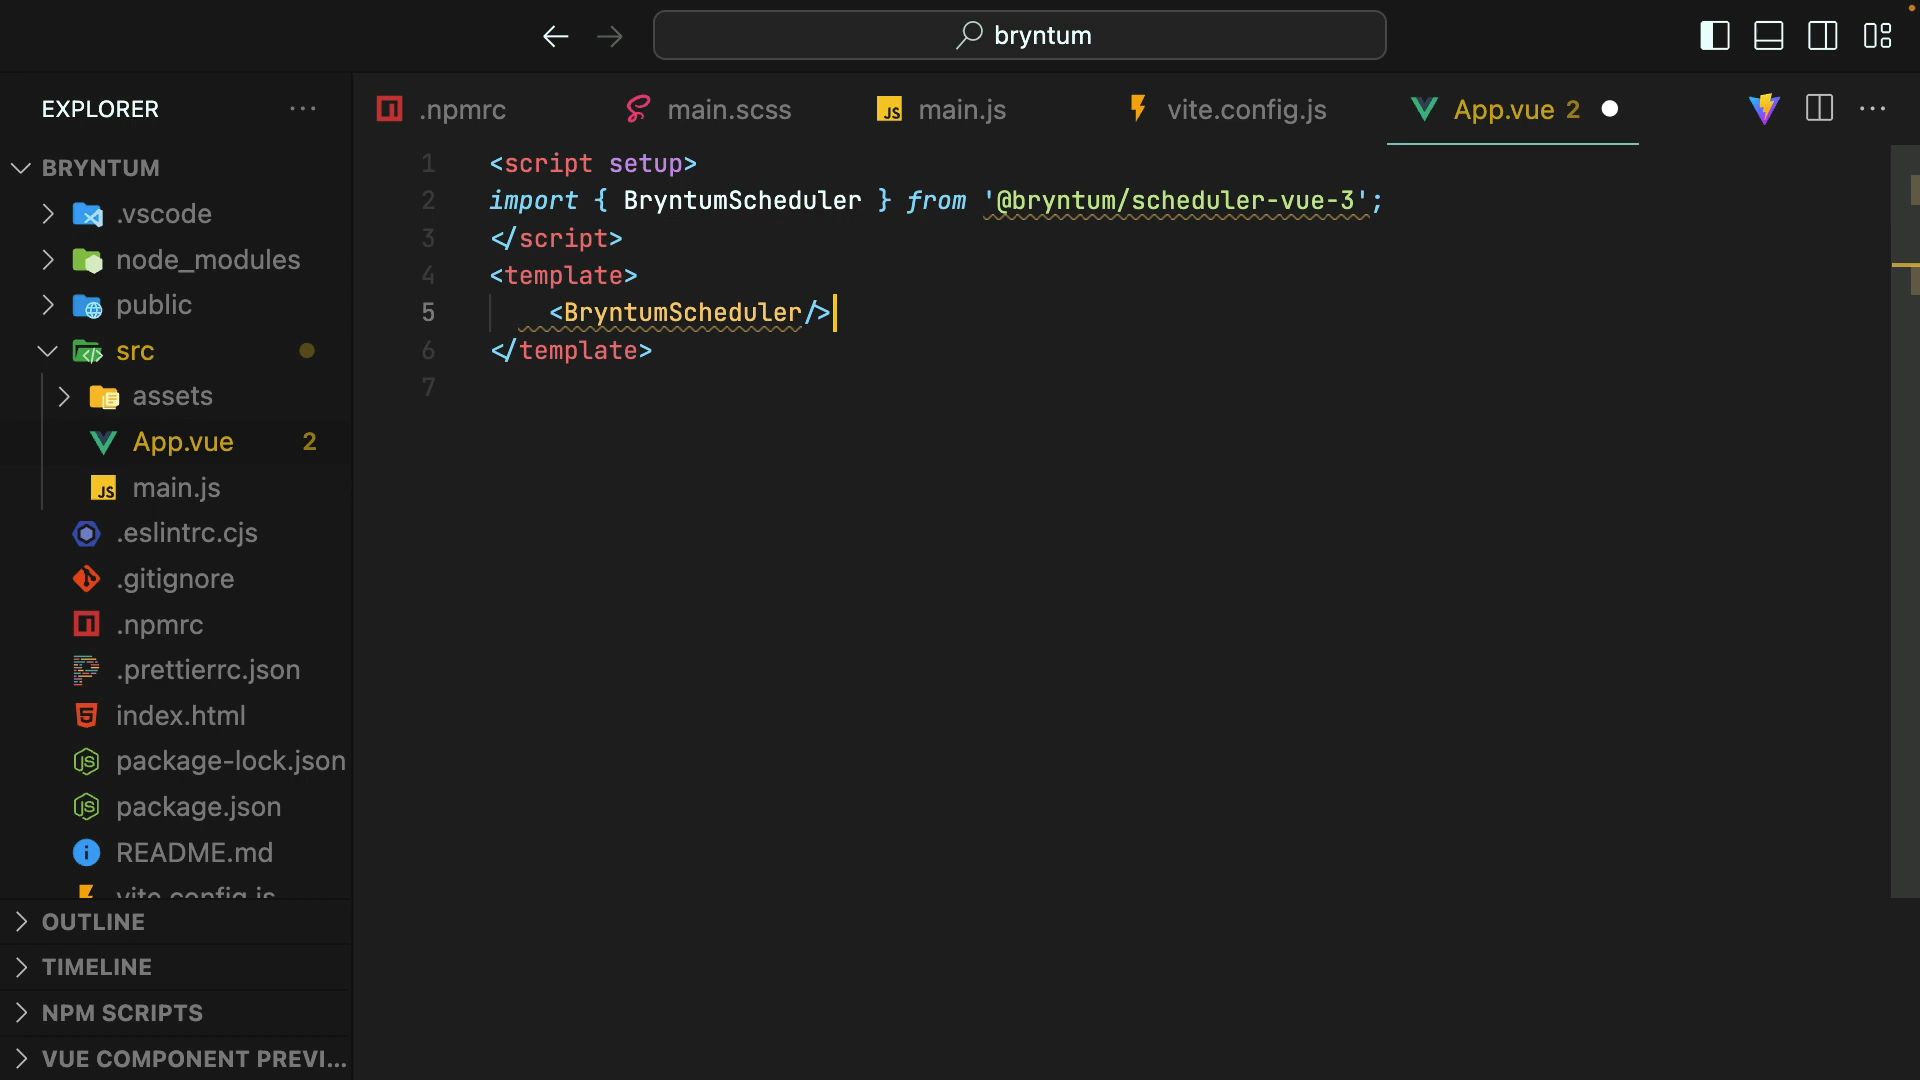 bryntum
EXPLORER
.npmrc
main.scss
main.js
vite.config.js
App.vue 2
BRYNTUM
.vscode
node_modules
public
src
assets
App.vue 2
main.js
.eslintrc.cjs
.gitignore
.npmrc
.prettierrc.json
index.html
package-lock.json
package.json
README.md
vite.config.js
OUTLINE
TIMELINE
NPM SCRIPTS
VUE COMPONENT PREVI...
1 <script setup>
2 import { BryntumScheduler } from '@bryntum/scheduler-vue-3';
3 </script>
4 <template>
5 <BryntumScheduler/>
6 </template>
7